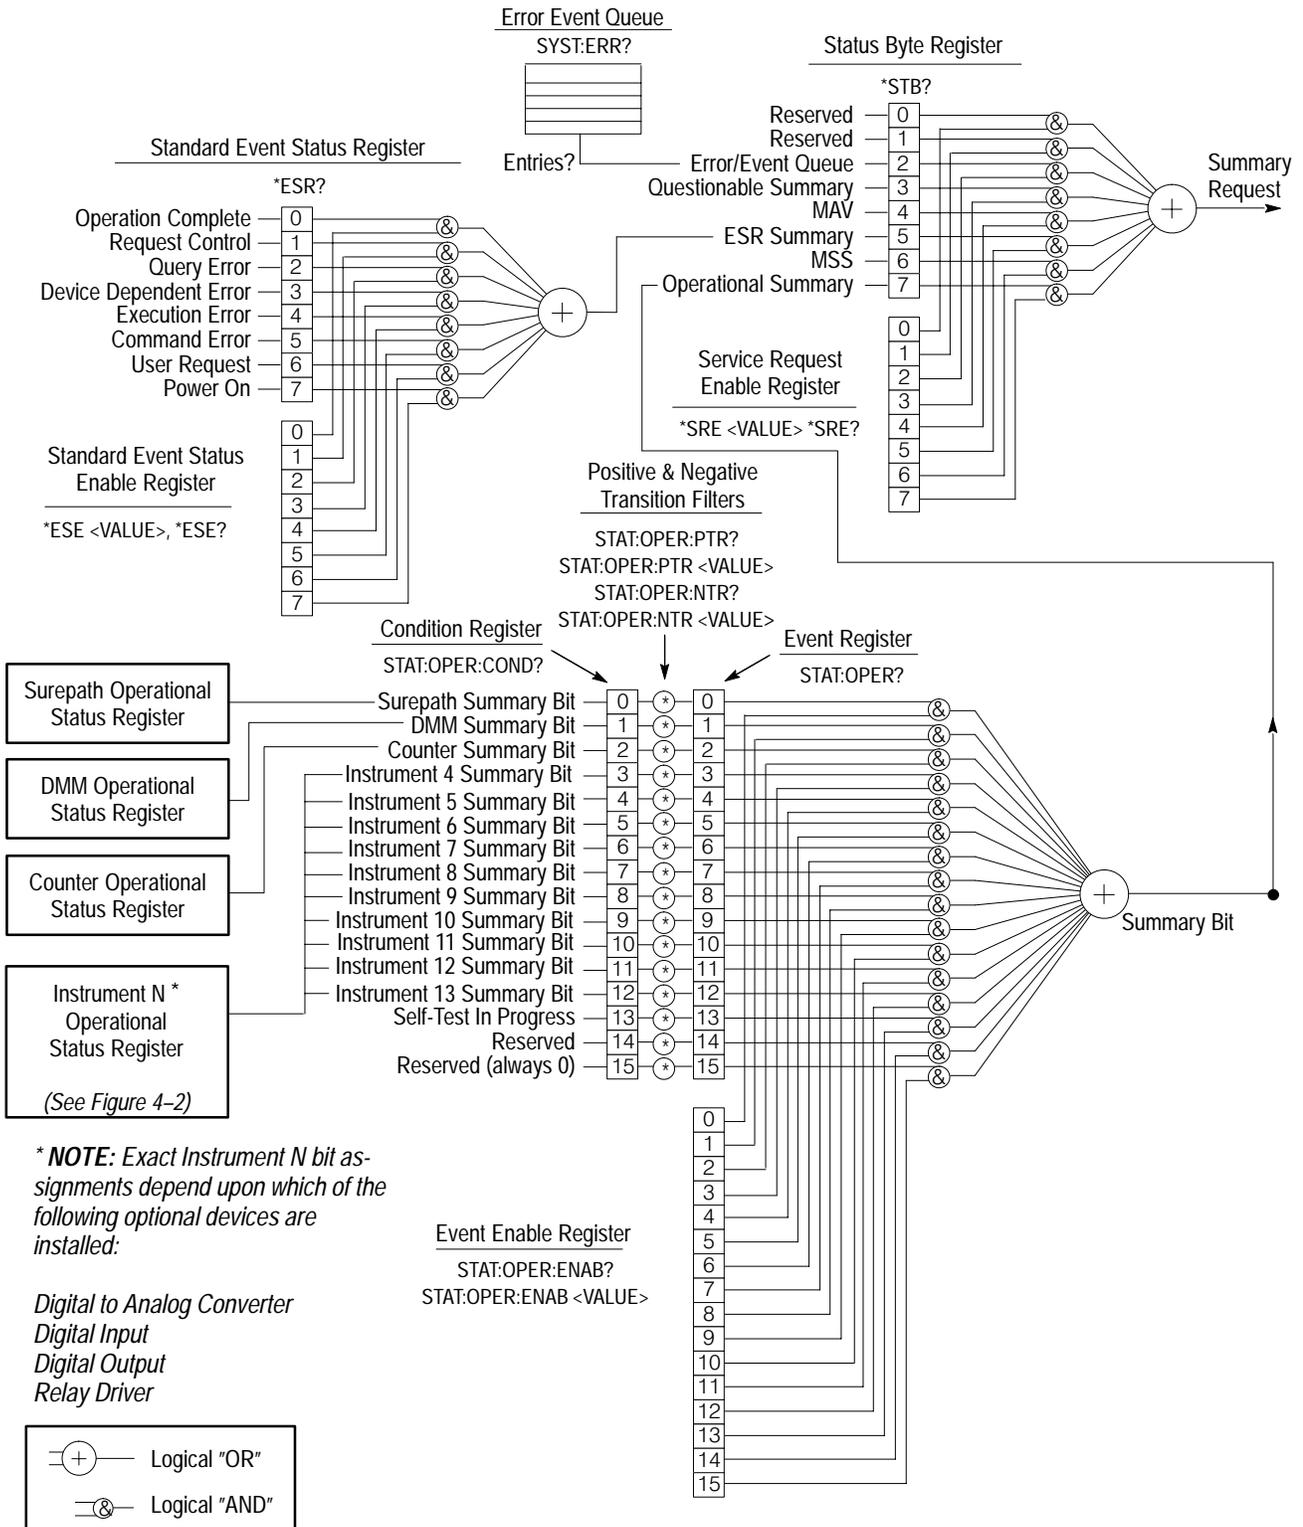 Error Event Queue
SYST:ERR?
Entries?
Status Byte Register
*STB?
Reserved 0
Reserved 1
Error/Event Queue 2
Questionable Summary 3
MAV 4
ESR Summary 5
MSS 6
Operational Summary 7
& & & & & & & &
+
Summary
Request
Standard Event Status Register
*ESR?
Operation Complete 0
Request Control 1
Query Error 2
Device Dependent Error 3
Execution Error 4
Command Error 5
User Request 6
Power On 7
& & & & & & & &
+
Standard Event Status
Enable Register
*ESE <VALUE>, *ESE?
0
1
2
3
4
5
6
7
Service Request
Enable Register
*SRE <VALUE> *SRE?
0
1
2
3
4
5
6
7
Positive & Negative
Transition Filters
STAT:OPER:PTR?
STAT:OPER:PTR <VALUE>
STAT:OPER:NTR?
STAT:OPER:NTR <VALUE>
Condition Register
STAT:OPER:COND?
Event Register
STAT:OPER?
Surepath Operational
Status Register
DMM Operational
Status Register
Counter Operational
Status Register
Instrument N *
Operational
Status Register
(See Figure 4–2)
Surepath Summary Bit 0 * 0 &
DMM Summary Bit 1 * 1 &
Counter Summary Bit 2 * 2 &
Instrument 4 Summary Bit 3 * 3 &
Instrument 5 Summary Bit 4 * 4 &
Instrument 6 Summary Bit 5 * 5 &
Instrument 7 Summary Bit 6 * 6 &
Instrument 8 Summary Bit 7 * 7 &
Instrument 9 Summary Bit 8 * 8 &
Instrument 10 Summary Bit 9 * 9 &
Instrument 11 Summary Bit 10 * 10 &
Instrument 12 Summary Bit 11 * 11 &
Instrument 13 Summary Bit 12 * 12 &
Self-Test In Progress 13 * 13 &
Reserved 14 * 14 &
Reserved (always 0) 15 * 15 &
+
Summary Bit
* NOTE: Exact Instrument N bit as-
signments depend upon which of the
following optional devices are
installed:
Digital to Analog Converter
Digital Input
Digital Output
Relay Driver
Event Enable Register
STAT:OPER:ENAB?
STAT:OPER:ENAB <VALUE>
0
1
2
3
4
5
6
7
8
9
10
11
12
13
14
15
+ Logical "OR"
& Logical "AND"